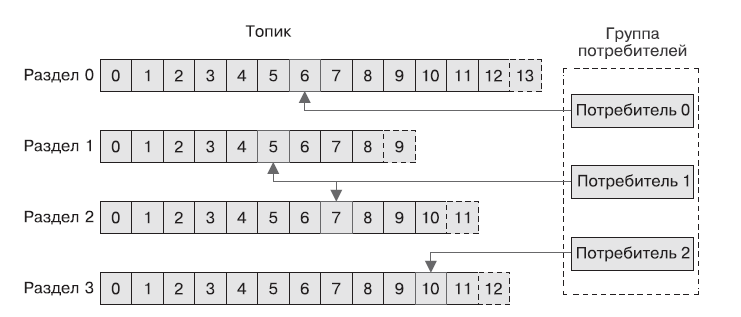 Топик
Группа
потребителей
Раздел 0 0 1 2 3 4 5 6 7 8 9 10 11 12 13
Потребитель 0
Раздел 1 0 1 2 3 4 5 6 7 8 9
Потребитель 1
Раздел 2 0 1 2 3 4 5 6 7 8 9 10 11
Потребитель 2
Раздел 3 0 1 2 3 4 5 6 7 8 9 10 11 12